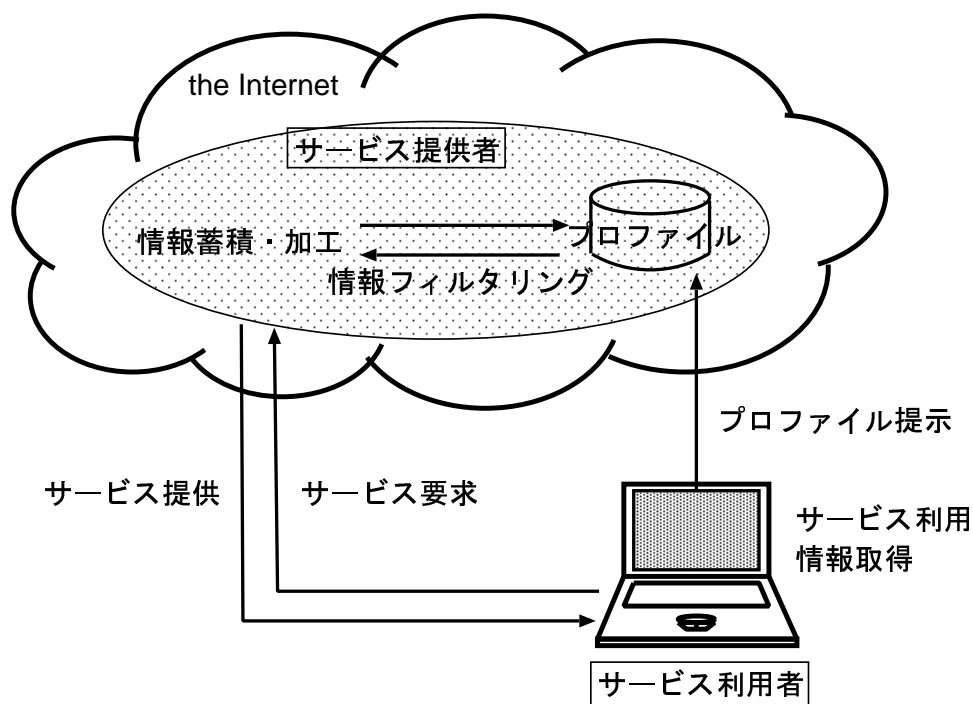 the Internet
サービス提供者
情報蓄積・加工
プロファイル
情報フィルタリング
プロファイル提示
サービス提供
サービス要求
サービス利用
情報取得
サービス利用者